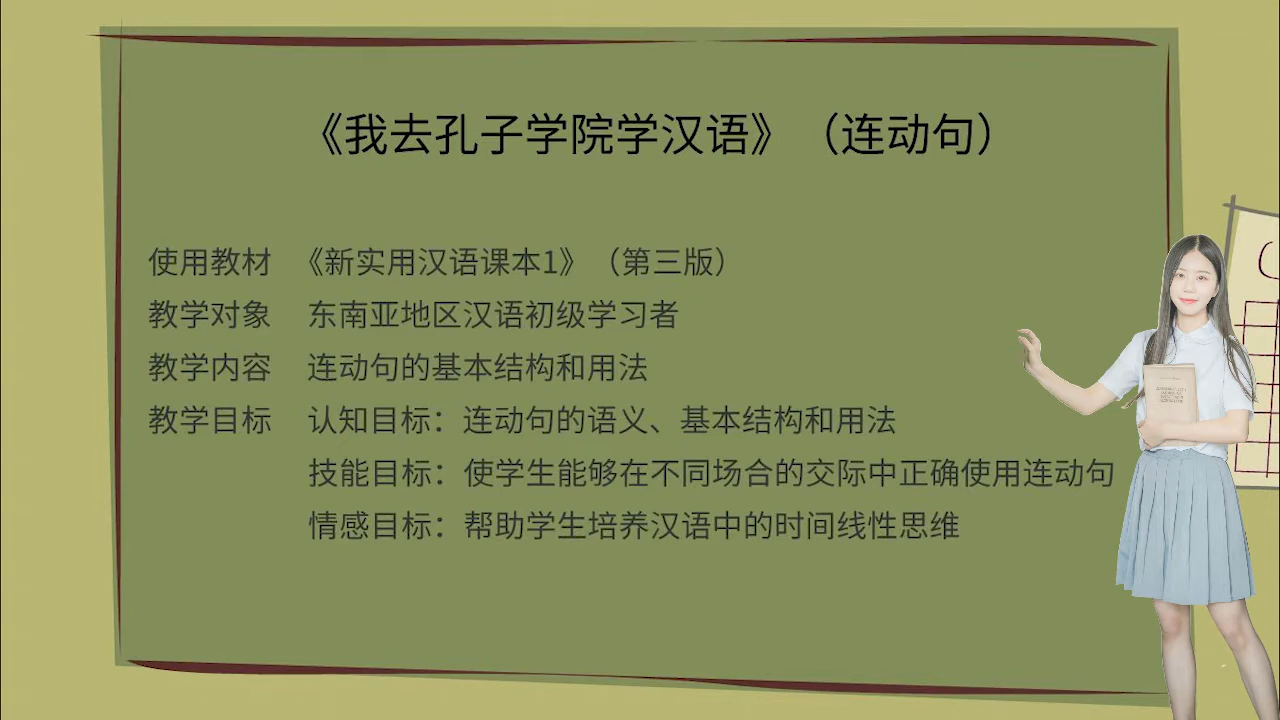 《我去孔子学院学汉语》（连动句）
使用教材 《新实用汉语课本1》（第三版）
教学对象 东南亚地区汉语初级学习者
教学内容 连动句的基本结构和用法
教学目标 认知目标：连动句的语义、基本结构和用法
技能目标：使学生能够在不同场合的交际中正确使用连动句
情感目标：帮助学生培养汉语中的时间线性思维